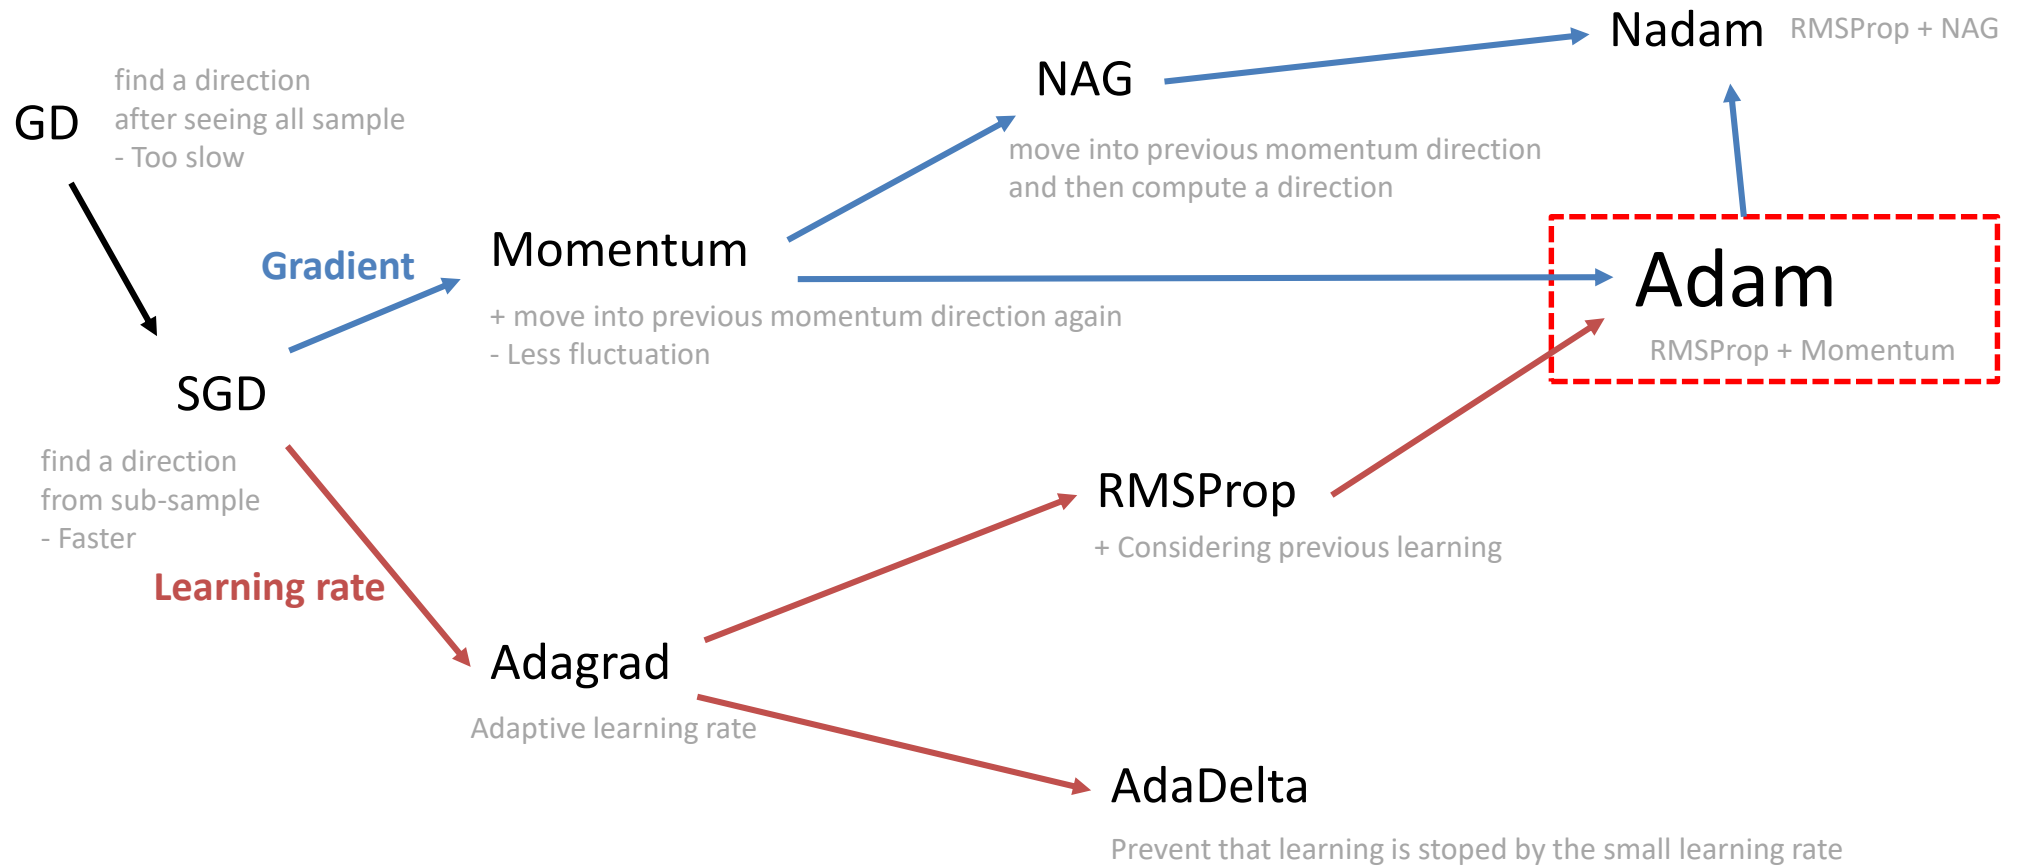 GD
find a direction
after seeing all sample
- Too slow
SGD
find a direction
from sub-sample
- Faster
Gradient
Learning rate
Momentum
+ move into previous momentum direction again
- Less fluctuation
NAG
move into previous momentum direction
and then compute a direction
Nadam
RMSProp + NAG
Adam
RMSProp + Momentum
RMSProp
+ Considering previous learning
Adagrad
Adaptive learning rate
AdaDelta
Prevent that learning is stoped by the small learning rate